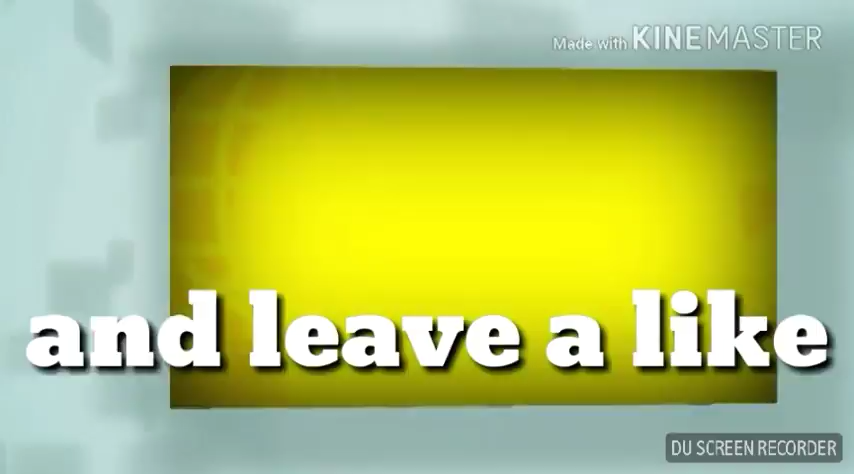 Made with KINEMASTER
and leave a like
DU SCREEN RECORDER